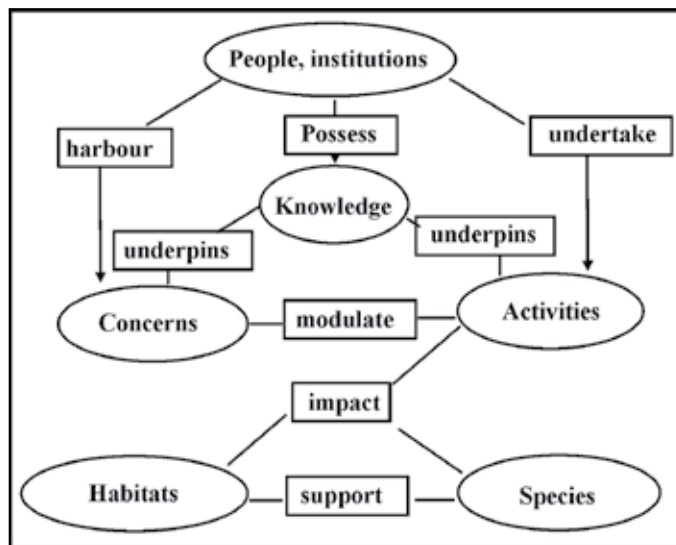 People, institutions
harbour
Possess
undertake
Knowledge
underpins
underpins
Concerns
modulate
Activities
impact
Habitats
support
Species